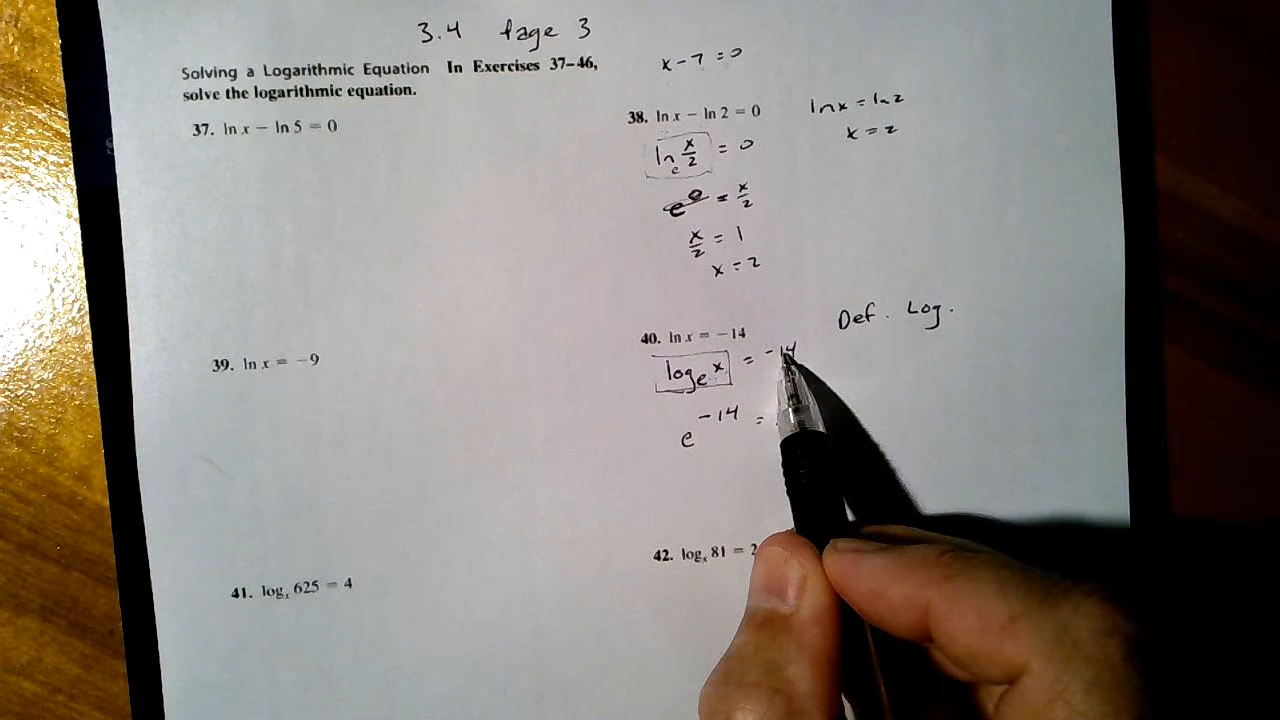 3.4 Page 3
Solving a Logarithmic Equation In Exercises 37–46,
solve the logarithmic equation.
37. ln x − ln 5 = 0
x - 7 = 0
38. ln x − ln 2 = 0
ln x/2 = 0
e
e^0 = x/2
x/2 = 1
x = 2
ln x = ln 2
x = 2
39. ln x = −9
40. ln x = −14
Def. Log.
log_e x = -14
e^-14 =
41. log_x 625 = 4
42. log_x 81 = 2